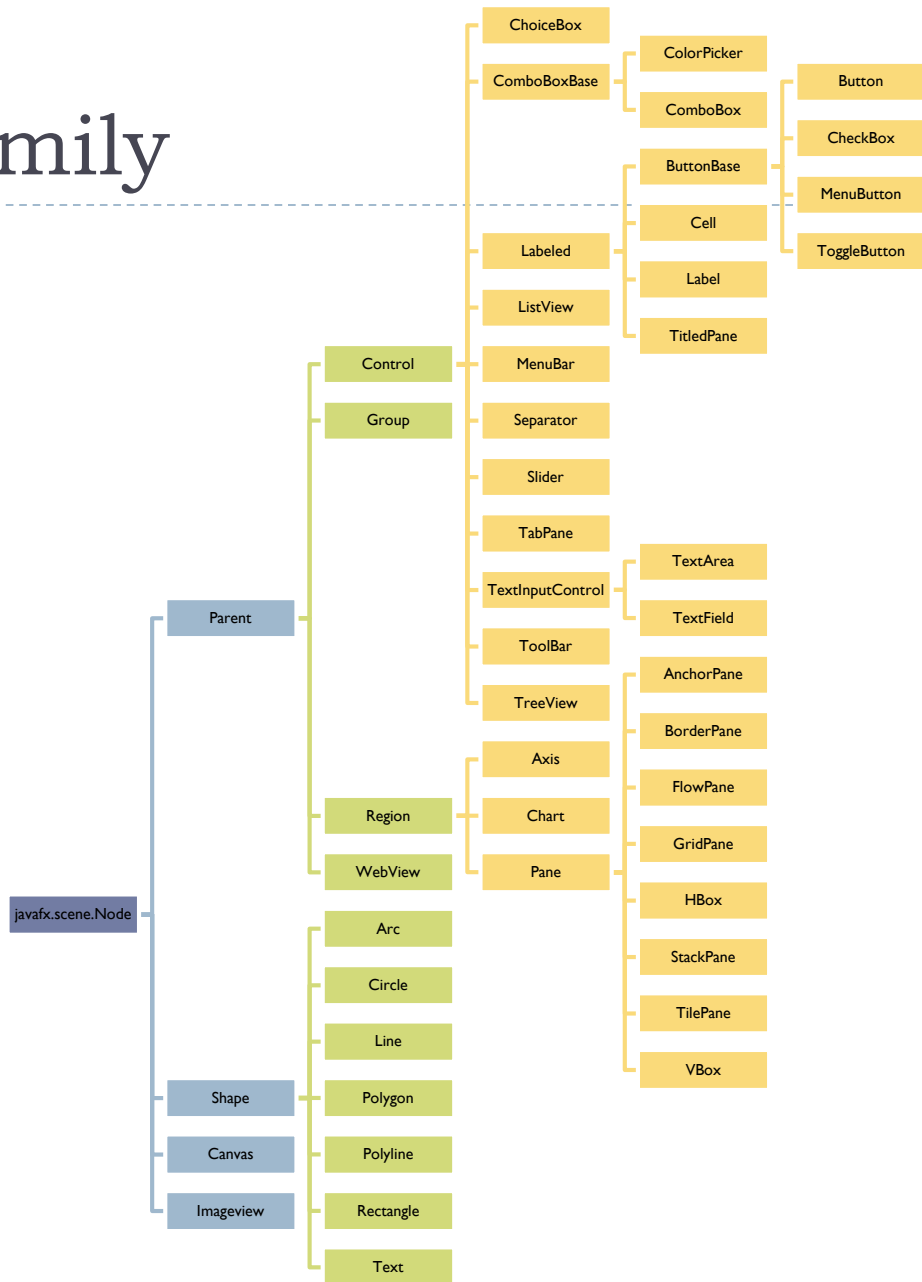 mily
javafx.scene.Node
Parent
Shape
Canvas
Imageview
Control
Group
Region
WebView
Arc
Circle
Line
Polygon
Polyline
Rectangle
Text
ChoiceBox
ComboBoxBase
Labeled
ListView
MenuBar
Separator
Slider
TabPane
TextInputControl
ToolBar
TreeView
Axis
Chart
Pane
ColorPicker
ComboBox
ButtonBase
Cell
Label
TitledPane
TextArea
TextField
AnchorPane
BorderPane
FlowPane
GridPane
HBox
StackPane
TilePane
VBox
Button
CheckBox
MenuButton
ToggleButton